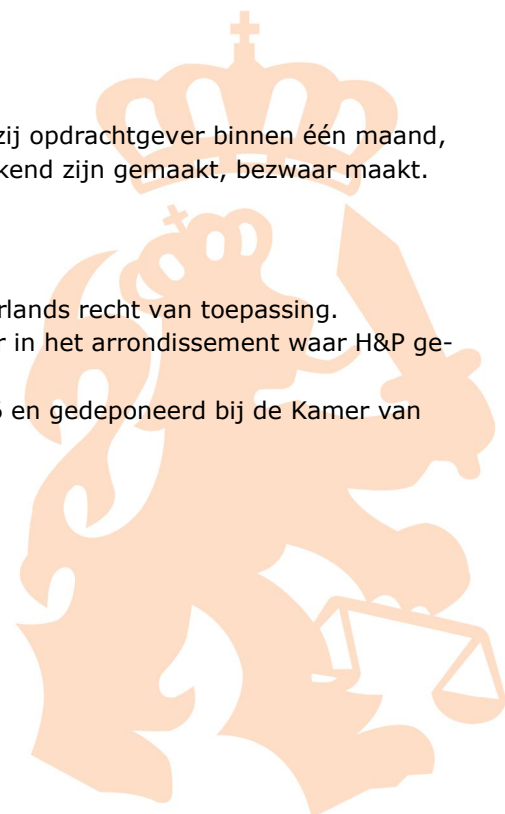 zij opdrachtgever binnen één maand,
kend zijn gemaakt, bezwaar maakt.
rlands recht van toepassing.
r in het arrondissement waar H&P ge-
en gedeponeerd bij de Kamer van